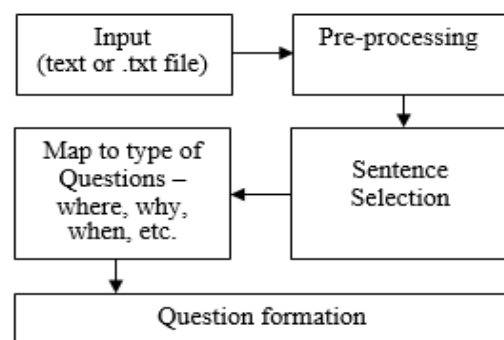 Input
(text or .txt file)
Pre-processing
Sentence
Selection
Map to type of
Questions –
where, why,
when, etc.
Question formation